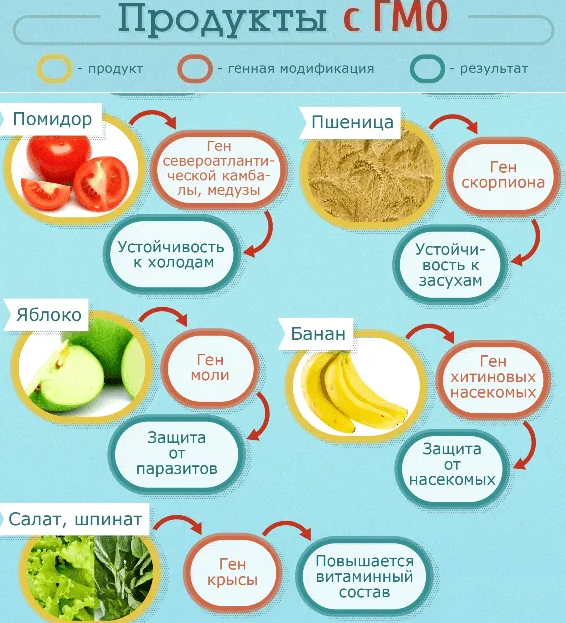 Продукты с ГМО
- продукт
- генная модификация
- результат
Помидор
Ген
североатланти-
ческой камба-
лы, медузы
Устойчивость
к холодам
Пшеница
Ген
скорпиона
Устойчи-
вость к
засухам
Яблоко
Ген
моли
Защита
от
паразитов
Банан
Ген
хитиновых
насекомых
Защита
от
насекомых
Салат, шпинат
Ген
крысы
Повышается
витаминный
состав